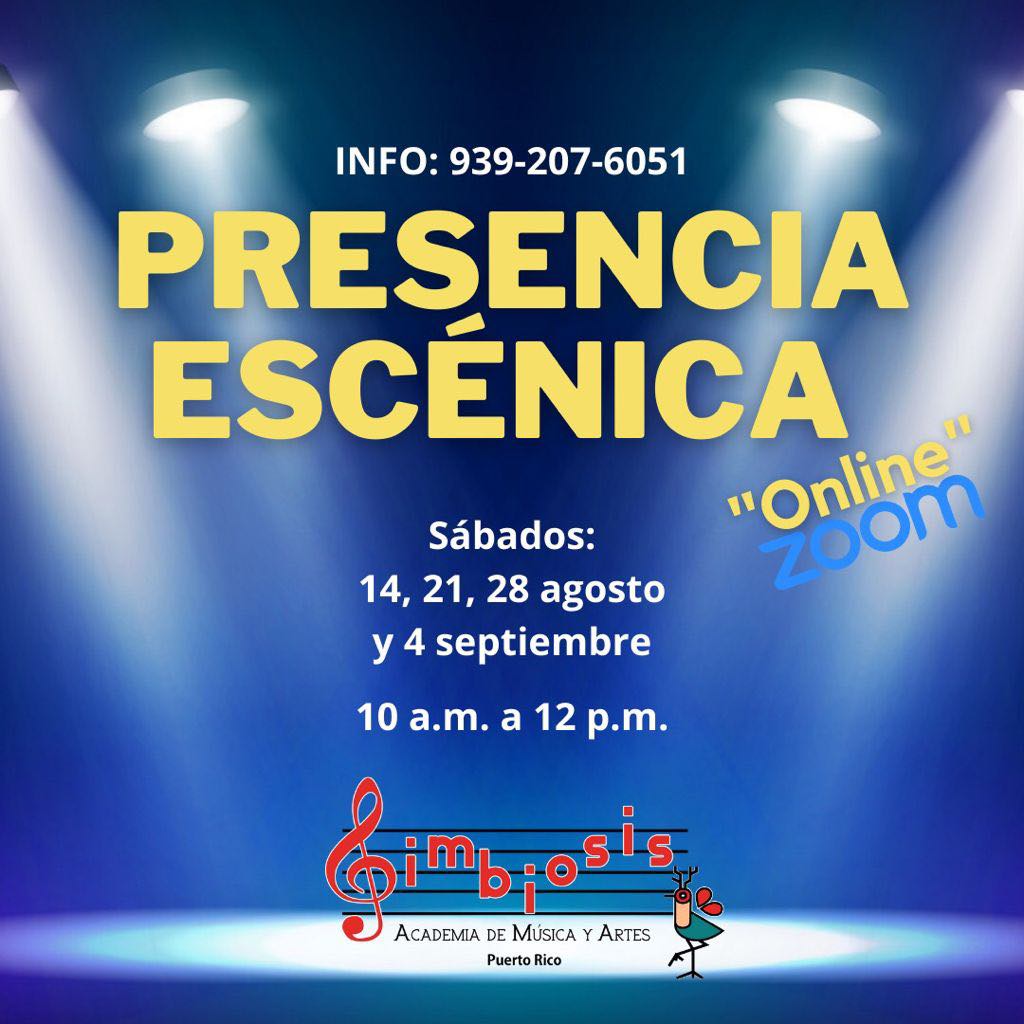 INFO: 939-207-6051
PRESENCIA
ESCÉNICA
"Online"
zoom
Sábados:
14, 21, 28 agosto
y 4 septiembre
10 a.m. a 12 p.m.
Simbiosis
ACADEMIA DE MÚSICA Y ARTES
Puerto Rico